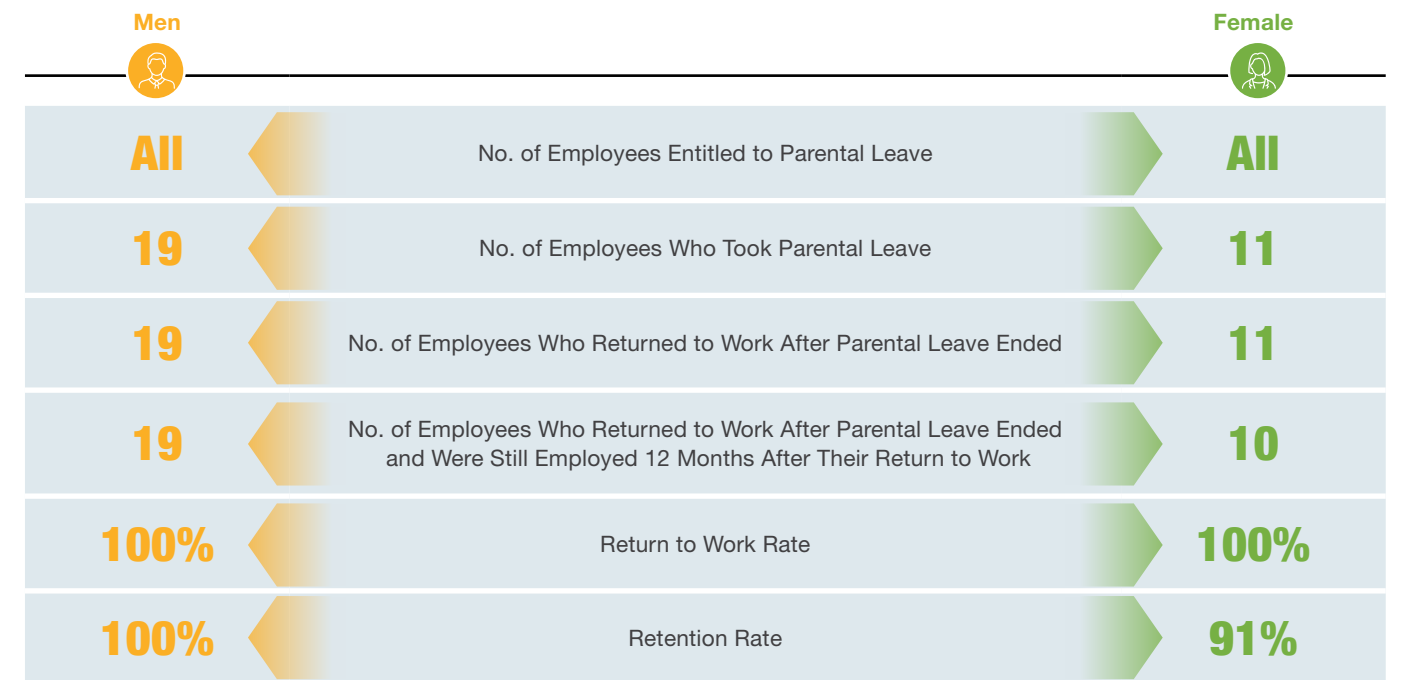 Men Female
All No. of Employees Entitled to Parental Leave All
19 No. of Employees Who Took Parental Leave 11
19 No. of Employees Who Returned to Work After Parental Leave Ended 11
19 No. of Employees Who Returned to Work After Parental Leave Ended
and Were Still Employed 12 Months After Their Return to Work 10
100% Return to Work Rate 100%
100% Retention Rate 91%